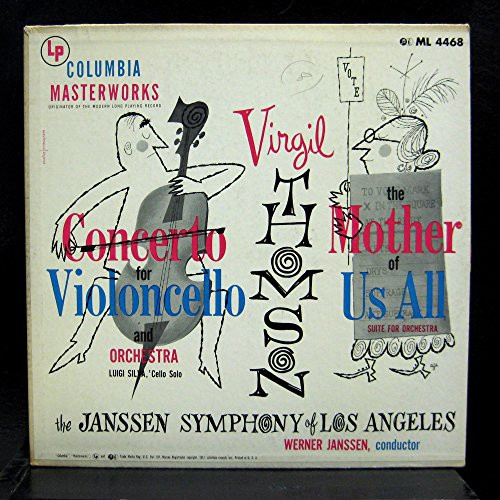 LP
ML 4468
COLUMBIA
MASTERWORKS
ORIGINATOR OF THE MODERN LONG PLAYING RECORD
VOTE
Virgil
THOMSON
Concerto
for
Violoncello
and
ORCHESTRA
LUIGI SILVA, 'Cello Solo
the
Mother
of
Us All
SUITE FOR ORCHESTRA
the JANSSEN SYMPHONY of LOS ANGELES
WERNER JANSSEN, conductor